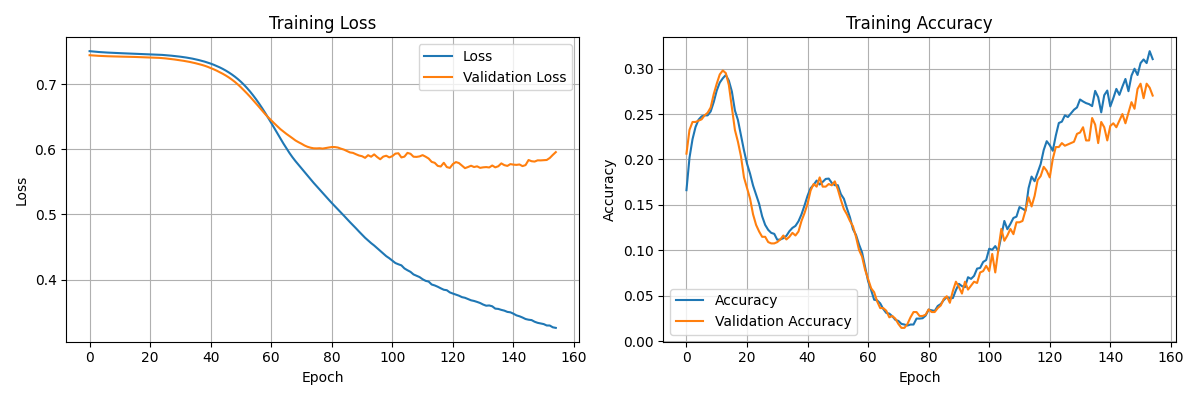 Training Loss
Loss
Validation Loss
0.7
0.6
0.5
0.4
Loss
0 20 40 60 80 100 120 140 160
Epoch
Training Accuracy
0.30
0.25
0.20
0.15
0.10
0.05
0.00
Accuracy
Accuracy
Validation Accuracy
0 20 40 60 80 100 120 140 160
Epoch